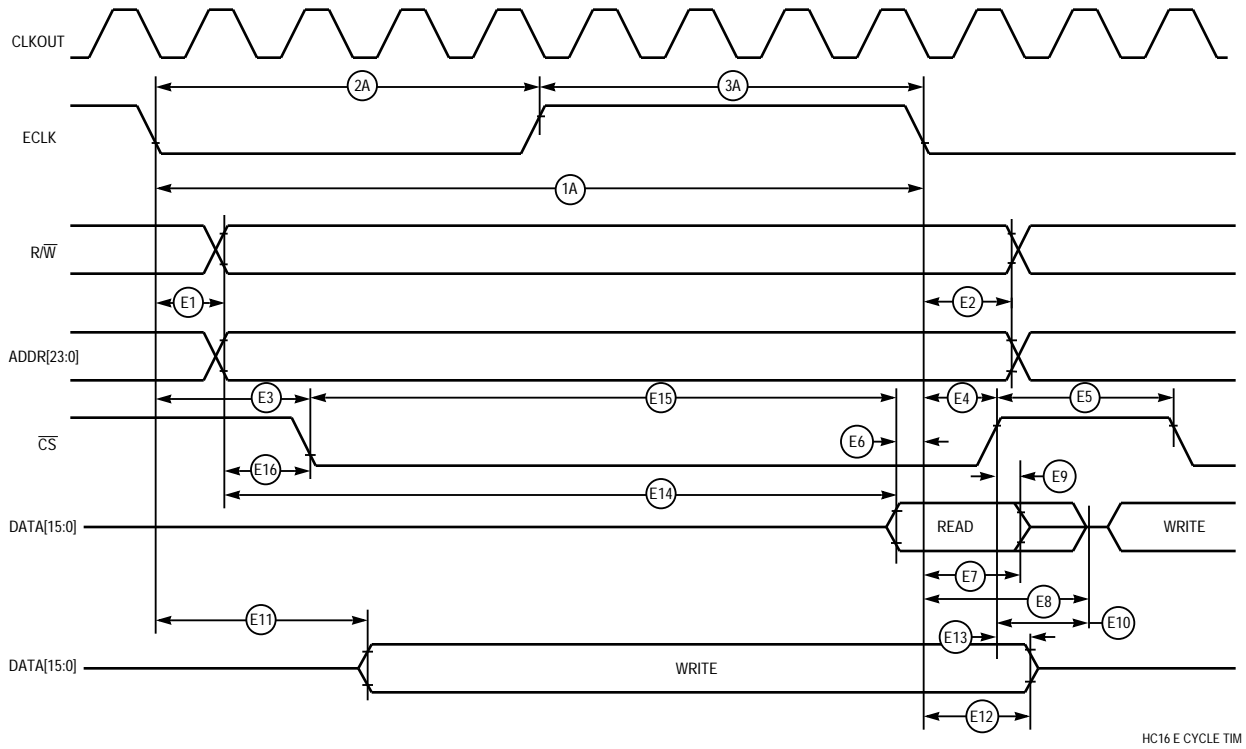 CLKOUT
2A
3A
ECLK
1A
R/W̅
E1
E2
ADDR[23:0]
E3
E15
E4
E5
C̅S̅
E6
E16
E9
E14
DATA[15:0]
READ
WRITE
E7
E8
E11
E10
E13
DATA[15:0]
WRITE
E12
HC16 E CYCLE TIM